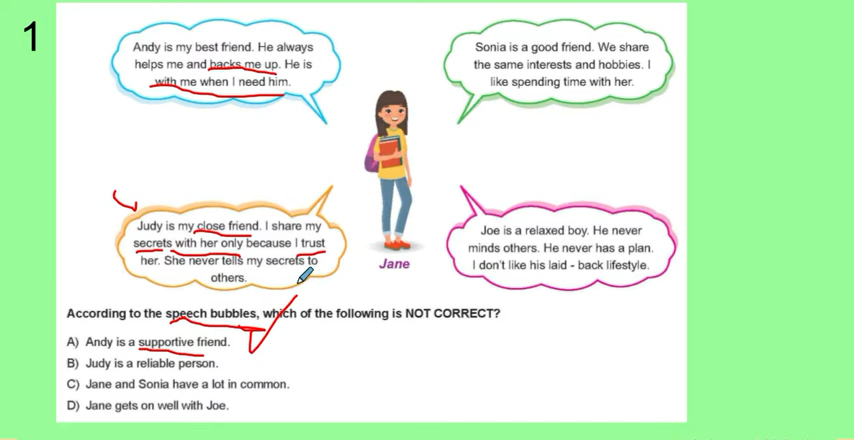 1
Andy is my best friend. He always
helps me and backs me up. He is
with me when I need him.
Sonia is a good friend. We share
the same interests and hobbies. I
like spending time with her.
Judy is my close friend. I share my
secrets with her only because I trust
her. She never tells my secrets to
others.
Joe is a relaxed boy. He never
minds others. He never has a plan.
I don't like his laid - back lifestyle.
Jane
According to the speech bubbles, which of the following is NOT CORRECT?
A) Andy is a supportive friend.
B) Judy is a reliable person.
C) Jane and Sonia have a lot in common.
D) Jane gets on well with Joe.